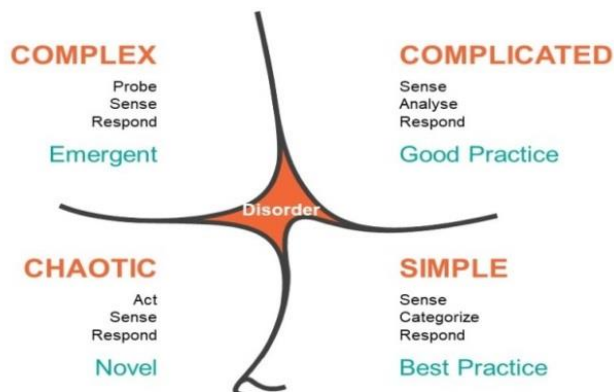 COMPLEX
Probe
Sense
Respond
Emergent
COMPLICATED
Sense
Analyse
Respond
Good Practice
Disorder
CHAOTIC
Act
Sense
Respond
Novel
SIMPLE
Sense
Categorize
Respond
Best Practice